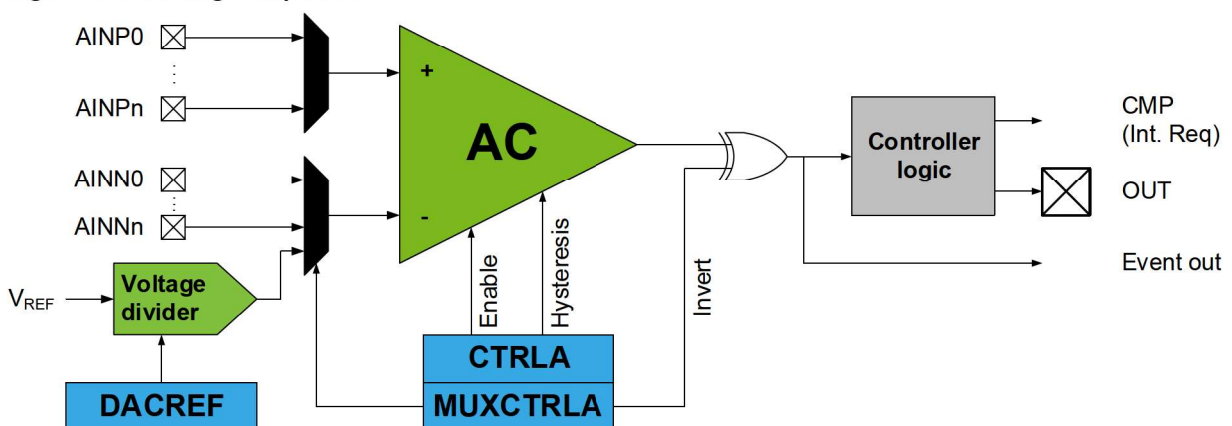 AINP0
AINPn
AINN0
AINNn
VREF
Voltage
divider
DACREF
+
AC
-
Enable
Hysteresis
Invert
CTRLA
MUXCTRLA
Controller
logic
CMP
(Int. Req)
OUT
Event out